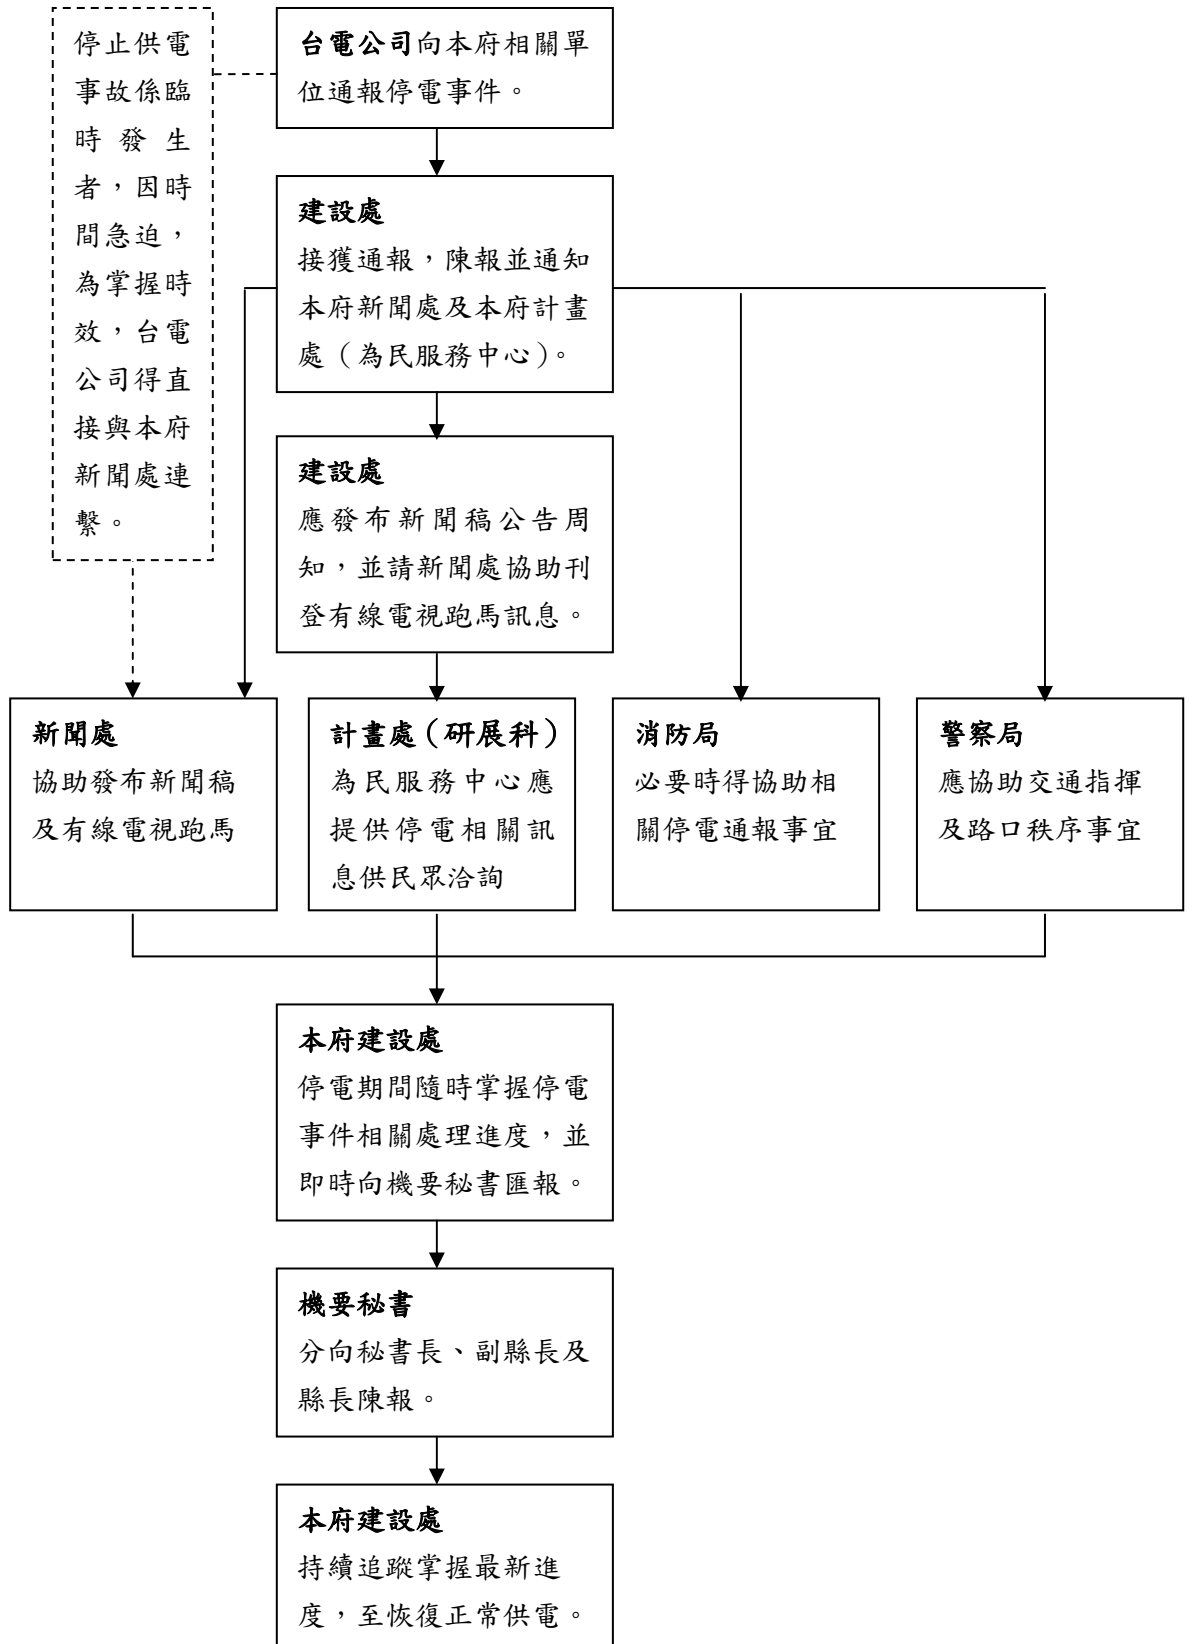 停止供電
事故係臨
時發生
者，因時
間急迫，
為掌握時
效，台電
公司得直
接與本府
新聞處連
繫。
台電公司向本府相關單
位通報停電事件。
建設處
接獲通報，陳報並通知
本府新聞處及本府計畫
處（為民服務中心）。
建設處
應發布新聞稿公告周
知，並請新聞處協助刊
登有線電視跑馬訊息。
新聞處
協助發布新聞稿
及有線電視跑馬
計畫處（研展科）
為民服務中心應
提供停電相關訊
息供民眾洽詢
消防局
必要時得協助相
關停電通報事宜
警察局
應協助交通指揮
及路口秩序事宜
本府建設處
停電期間隨時掌握停電
事件相關處理進度，並
即時向機要秘書匯報。
機要秘書
分向秘書長、副縣長及
縣長陳報。
本府建設處
持續追蹤掌握最新進
度，至恢復正常供電。